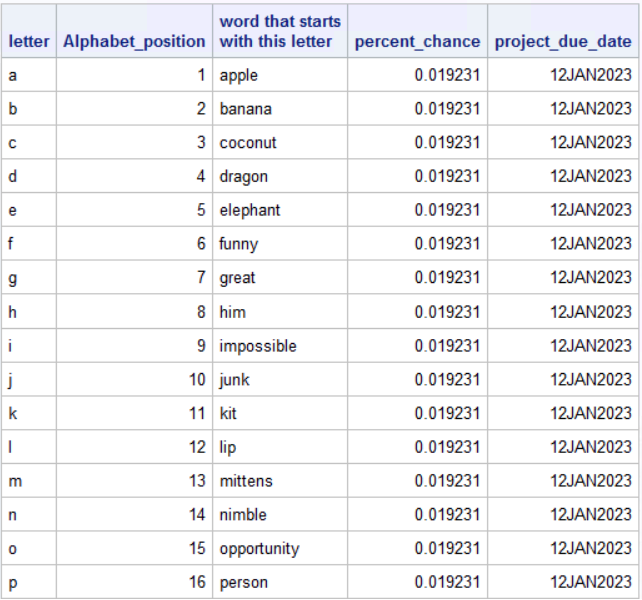 letter Alphabet_position word that starts with this letter percent_chance project_due_date
a 1 apple 0.019231 12JAN2023
b 2 banana 0.019231 12JAN2023
c 3 coconut 0.019231 12JAN2023
d 4 dragon 0.019231 12JAN2023
e 5 elephant 0.019231 12JAN2023
f 6 funny 0.019231 12JAN2023
g 7 great 0.019231 12JAN2023
h 8 him 0.019231 12JAN2023
i 9 impossible 0.019231 12JAN2023
j 10 junk 0.019231 12JAN2023
k 11 kit 0.019231 12JAN2023
l 12 lip 0.019231 12JAN2023
m 13 mittens 0.019231 12JAN2023
n 14 nimble 0.019231 12JAN2023
o 15 opportunity 0.019231 12JAN2023
p 16 person 0.019231 12JAN2023